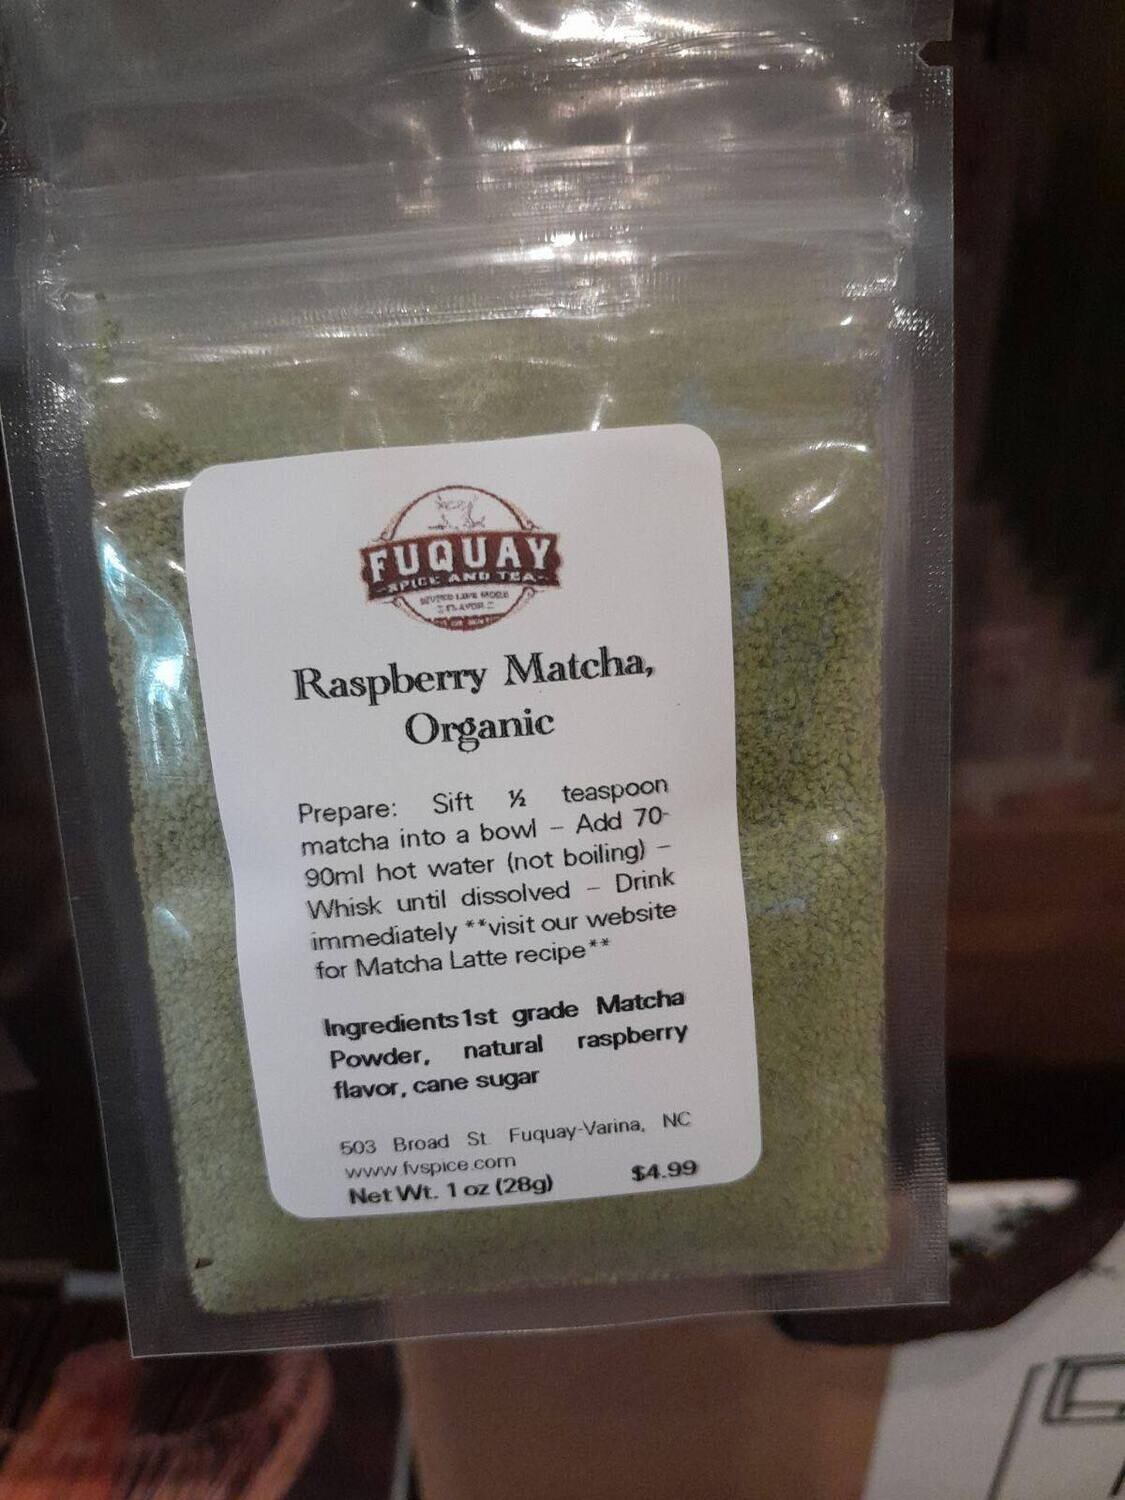 FUQUAY
SPICE AND TEA
FLAVOR
Raspberry Matcha,
Organic
Prepare: Sift ½ teaspoon
matcha into a bowl – Add 70-
90ml hot water (not boiling) –
Whisk until dissolved – Drink
immediately **visit our website
for Matcha Latte recipe**
Ingredients1st grade Matcha
Powder, natural raspberry
flavor, cane sugar
503 Broad St. Fuquay-Varina, NC
www.fvspice.com
Net Wt. 1 oz (28g) $4.99